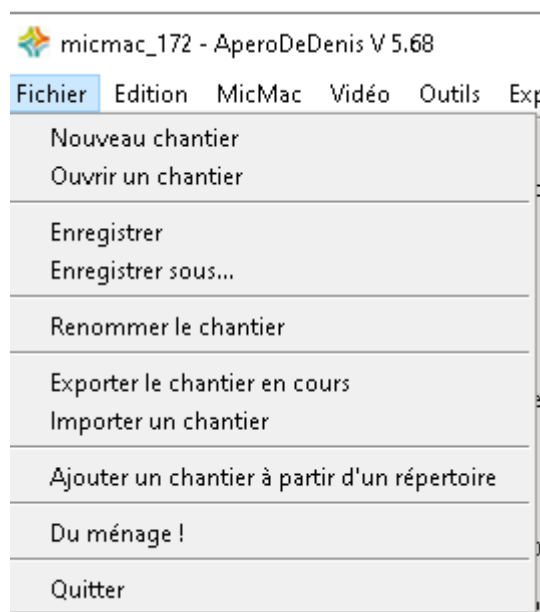 micmac_172 - AperoDeDenis V 5.68
Fichier Edition MicMac Vidéo Outils
Nouveau chantier
Ouvrir un chantier
Enregistrer
Enregistrer sous...
Renommer le chantier
Exporter le chantier en cours
Importer un chantier
Ajouter un chantier à partir d'un répertoire
Du ménage !
Quitter